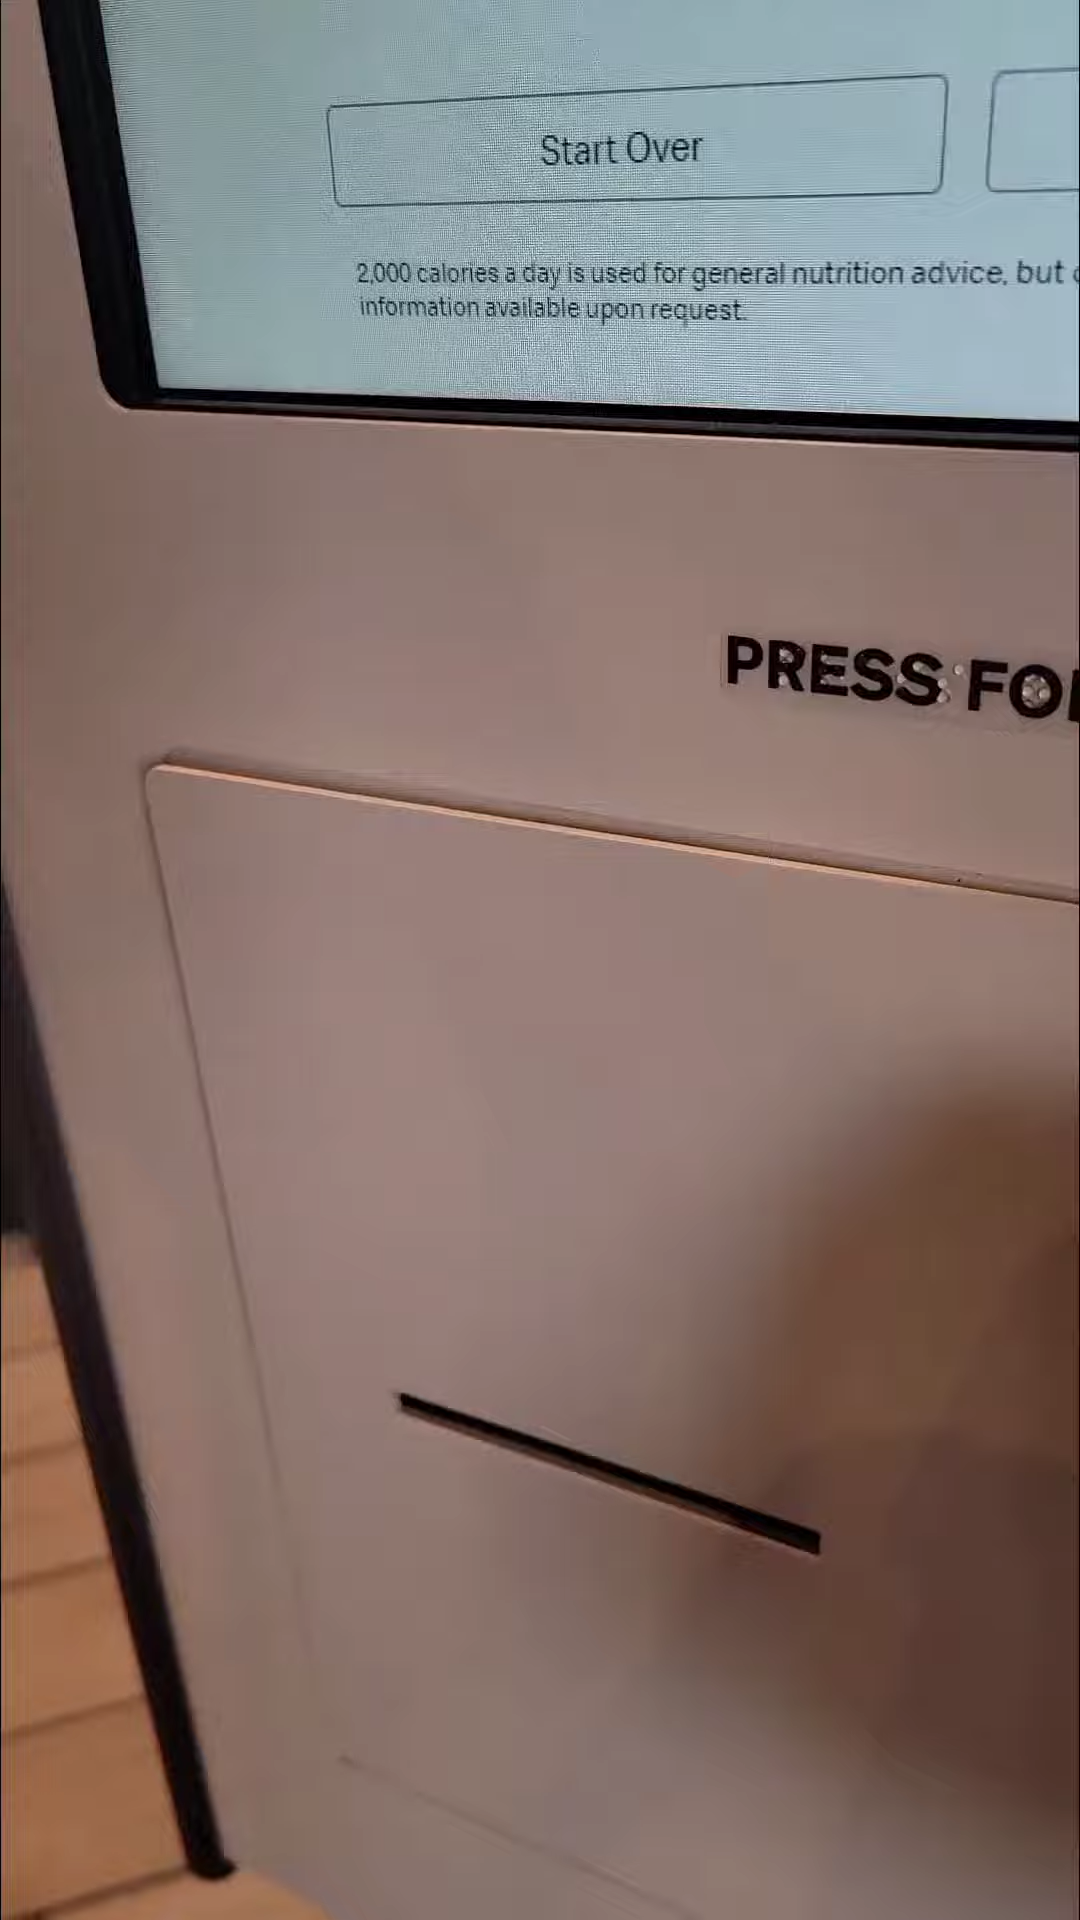 Start Over
2,000 calories a day is used for general nutrition advice, but
information available upon request.
PRESS